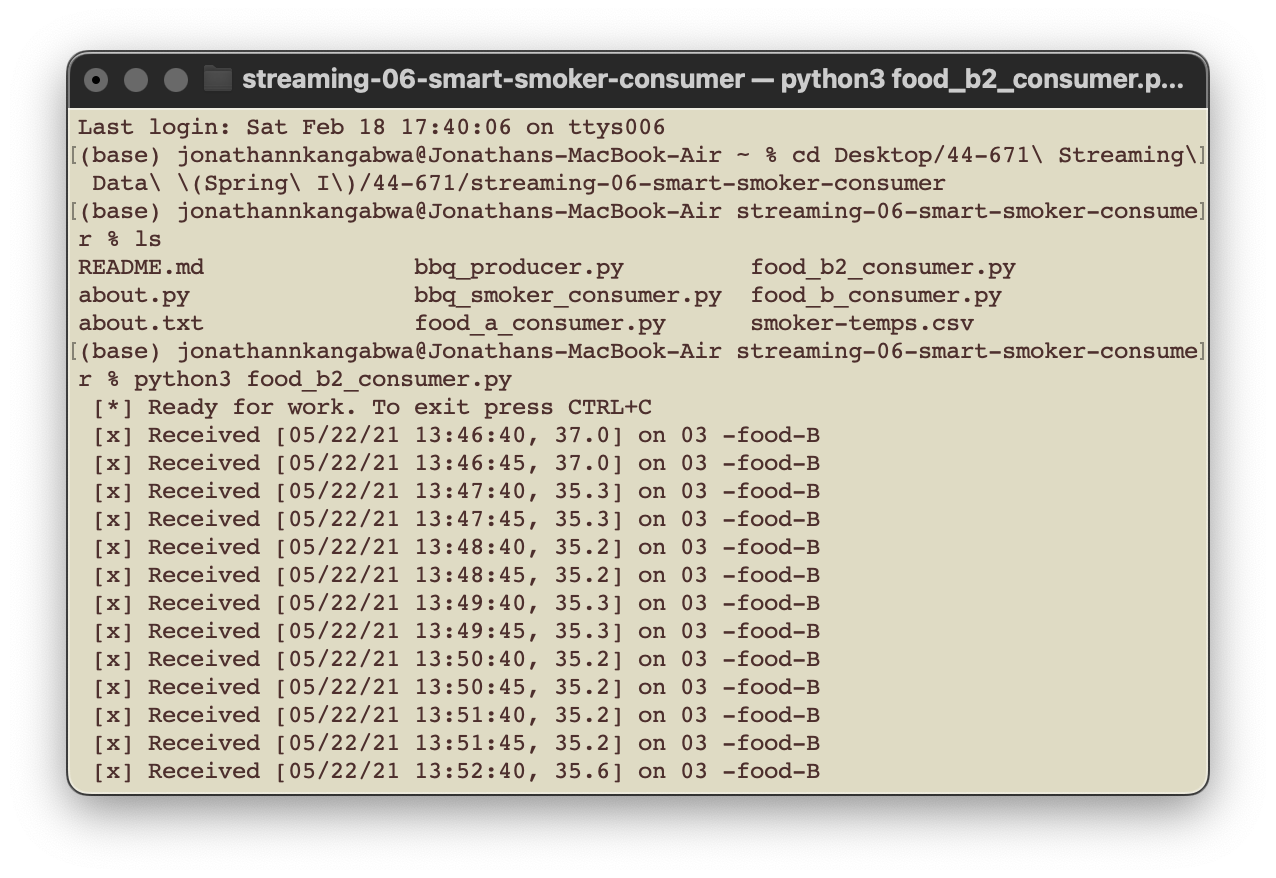 streaming-06-smart-smoker-consumer — python3 food_b2_consumer.p...
Last login: Sat Feb 18 17:40:06 on ttys006
[(base) jonathannkangabwa@Jonathans-MacBook-Air ~ % cd Desktop/44-671\ Streaming\]
 Data\ \(Spring\ I\)/44-671/streaming-06-smart-smoker-consumer
[(base) jonathannkangabwa@Jonathans-MacBook-Air streaming-06-smart-smoker-consume]
r % ls
README.md               bbq_producer.py         food_b2_consumer.py
about.py                bbq_smoker_consumer.py  food_b_consumer.py
about.txt               food_a_consumer.py      smoker-temps.csv
[(base) jonathannkangabwa@Jonathans-MacBook-Air streaming-06-smart-smoker-consume]
r % python3 food_b2_consumer.py
 [*] Ready for work. To exit press CTRL+C
 [x] Received [05/22/21 13:46:40, 37.0] on 03 -food-B
 [x] Received [05/22/21 13:46:45, 37.0] on 03 -food-B
 [x] Received [05/22/21 13:47:40, 35.3] on 03 -food-B
 [x] Received [05/22/21 13:47:45, 35.3] on 03 -food-B
 [x] Received [05/22/21 13:48:40, 35.2] on 03 -food-B
 [x] Received [05/22/21 13:48:45, 35.2] on 03 -food-B
 [x] Received [05/22/21 13:49:40, 35.3] on 03 -food-B
 [x] Received [05/22/21 13:49:45, 35.3] on 03 -food-B
 [x] Received [05/22/21 13:50:40, 35.2] on 03 -food-B
 [x] Received [05/22/21 13:50:45, 35.2] on 03 -food-B
 [x] Received [05/22/21 13:51:40, 35.2] on 03 -food-B
 [x] Received [05/22/21 13:51:45, 35.2] on 03 -food-B
 [x] Received [05/22/21 13:52:40, 35.6] on 03 -food-B